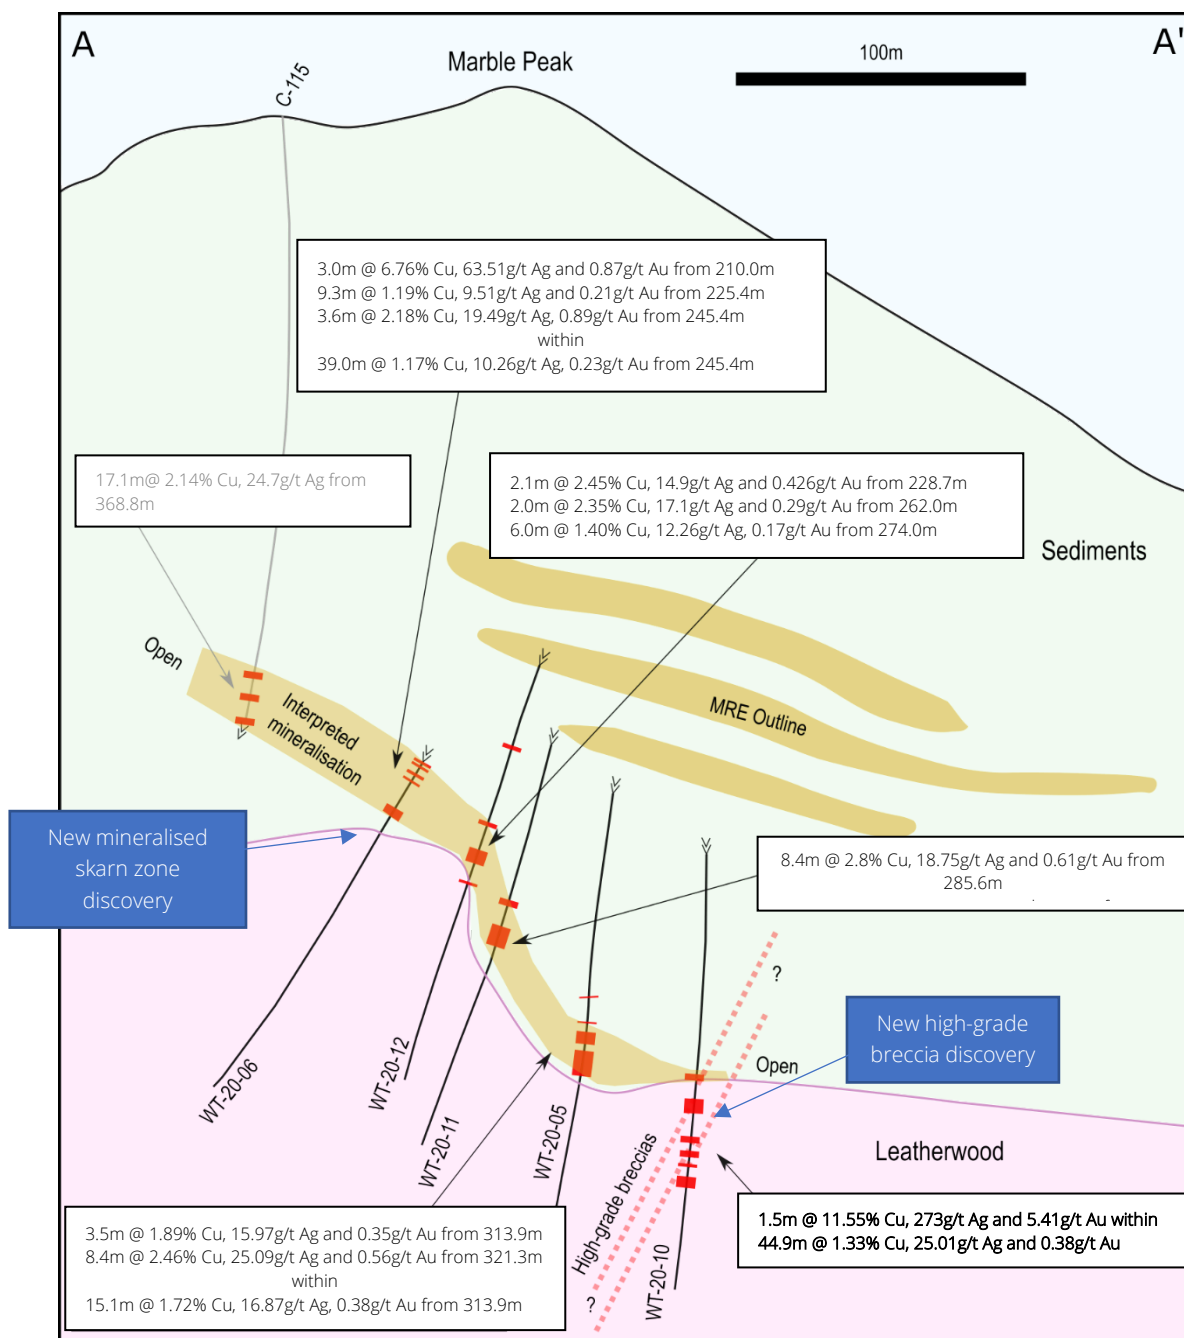 A
A'
Marble Peak
100m
C-115
3.0m @ 6.76% Cu, 63.51g/t Ag and 0.87g/t Au from 210.0m
9.3m @ 1.19% Cu, 9.51g/t Ag and 0.21g/t Au from 225.4m
3.6m @ 2.18% Cu, 19.49g/t Ag, 0.89g/t Au from 245.4m
within
39.0m @ 1.17% Cu, 10.26g/t Ag, 0.23g/t Au from 245.4m
17.1m@ 2.14% Cu, 24.7g/t Ag from
368.8m
2.1m @ 2.45% Cu, 14.9g/t Ag and 0.426g/t Au from 228.7m
2.0m @ 2.35% Cu, 17.1g/t Ag and 0.29g/t Au from 262.0m
6.0m @ 1.40% Cu, 12.26g/t Ag, 0.17g/t Au from 274.0m
Sediments
Open
Interpreted
mineralisation
MRE Outline
New mineralised
skarn zone
discovery
8.4m @ 2.8% Cu, 18.75g/t Ag and 0.61g/t Au from
285.6m
?
New high-grade
breccia discovery
Open
WT-20-06
WT-20-12
WT-20-11
WT-20-05
High-grade breccias
WT-20-10
?
Leatherwood
1.5m @ 11.55% Cu, 273g/t Ag and 5.41g/t Au within
44.9m @ 1.33% Cu, 25.01g/t Ag and 0.38g/t Au
3.5m @ 1.89% Cu, 15.97g/t Ag and 0.35g/t Au from 313.9m
8.4m @ 2.46% Cu, 25.09g/t Ag and 0.56g/t Au from 321.3m
within
15.1m @ 1.72% Cu, 16.87g/t Ag, 0.38g/t Au from 313.9m